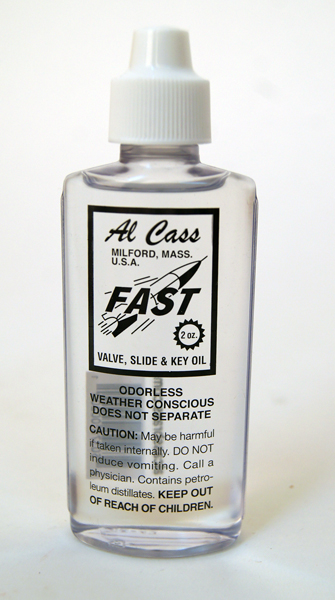 Al Cass
MILFORD, MASS.
U.S.A.
FAST
2 oz.
VALVE, SLIDE & KEY OIL
ODORLESS
WEATHER CONSCIOUS
DOES NOT SEPARATE
CAUTION: May be harmful
if taken internally. DO NOT
induce vomiting. Call a
physician. Contains petro-
leum distillates. KEEP OUT
OF REACH OF CHILDREN.